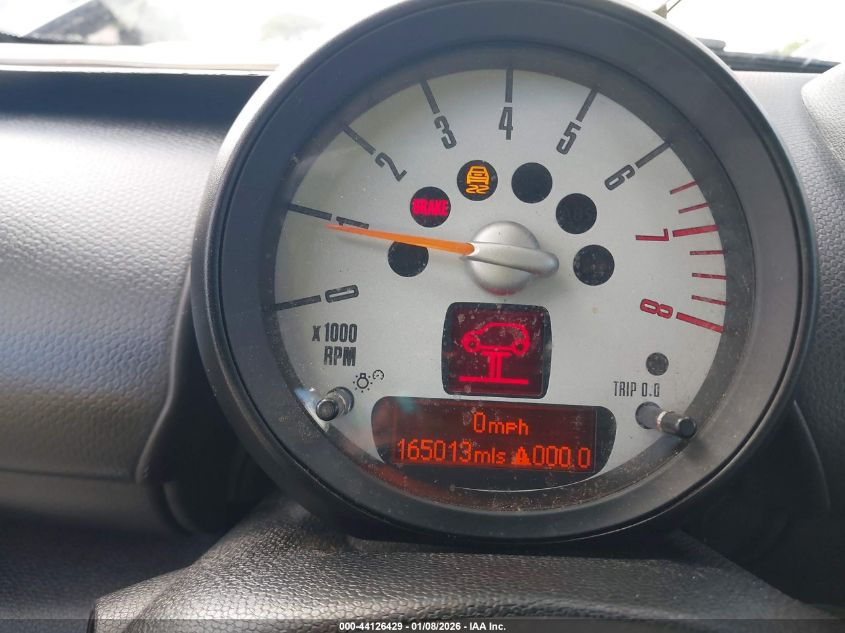 0
1
2
3
4
5
6
7
8
BRAKE
ABS
x1000
RPM
TRIP 0.0
0mph
165013mls 000.0
000-44126429 - 01/08/2026 - IAA Inc.